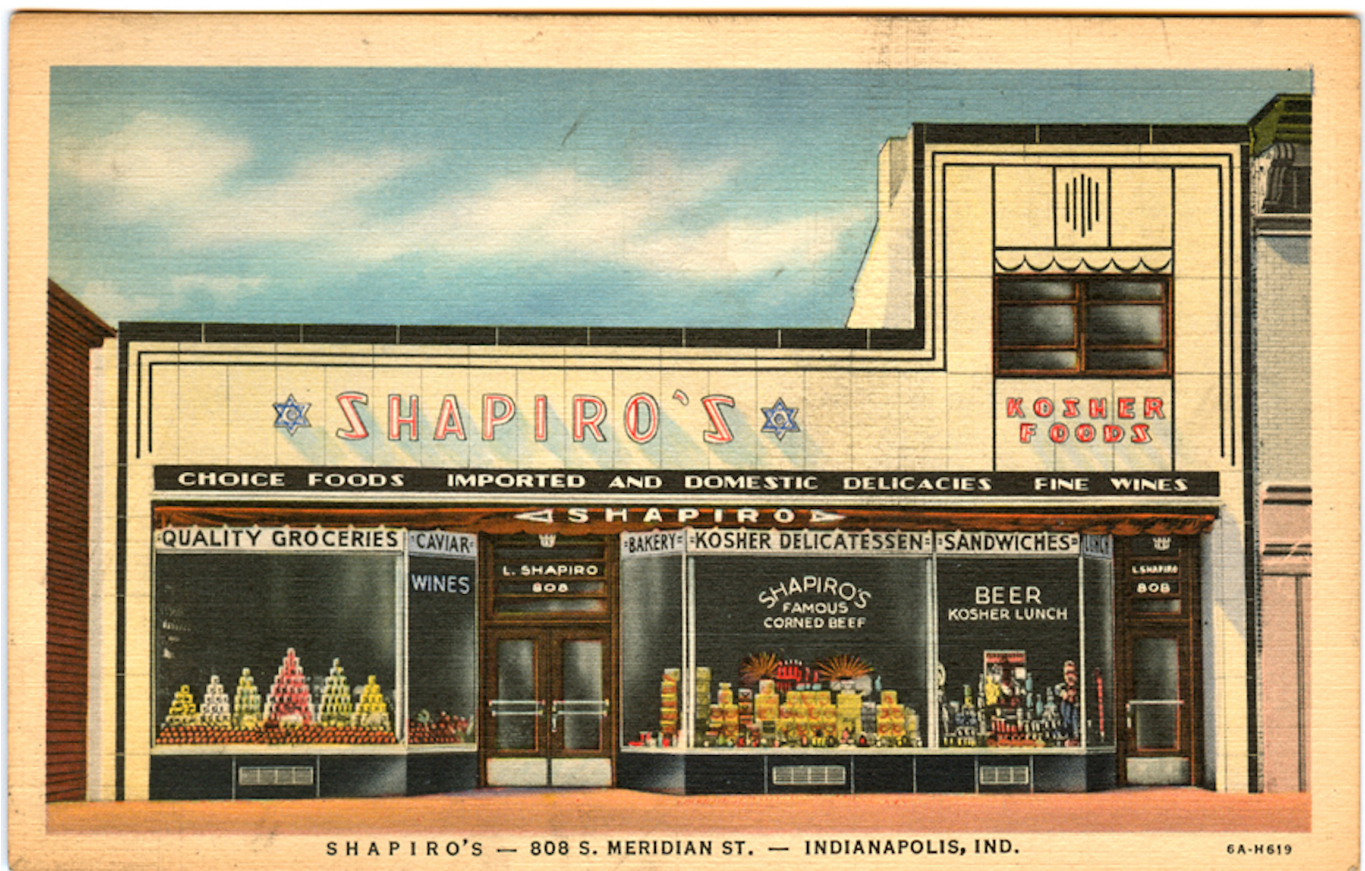 SHAPIRO'S
KOSHER
FOODS
CHOICE FOODS IMPORTED AND DOMESTIC DELICACIES FINE WINES
SHAPIRO
QUALITY GROCERIES
CAVIAR
BAKERY
KOSHER DELICATESSEN
SANDWICHES
LUNCH
WINES
L. SHAPIRO
808
SHAPIRO'S
FAMOUS
CORNED BEEF
BEER
KOSHER LUNCH
L. SHAPIRO
808
SHAPIRO'S — 808 S. MERIDIAN ST. — INDIANAPOLIS, IND.
6A-H619